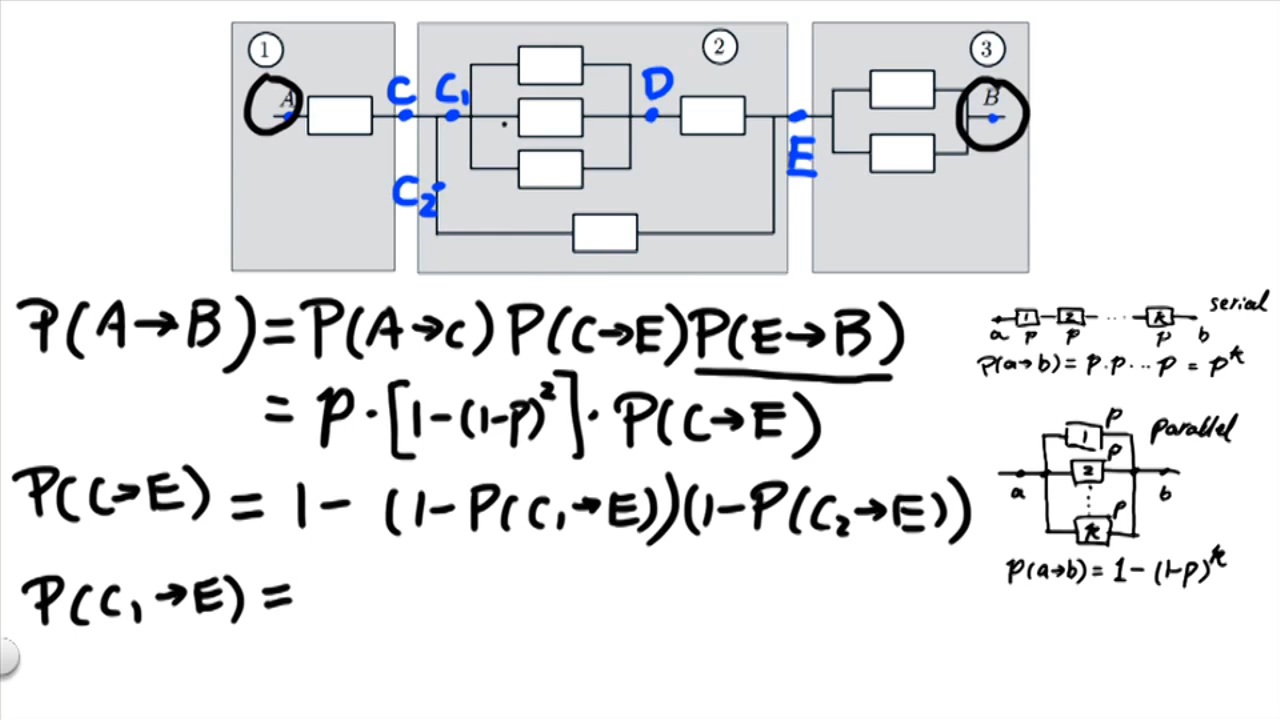 1 2 3
A C C₁ D E B
C₂
P(A→B) = P(A→C) P(C→E) P(E→B)
= p · [1-(1-p)²] · P(C→E)
P(C→E) = 1 - (1-P(C₁→E))(1-P(C₂→E))
P(C₁→E) =
serial
a 1 2 ... k b
p p p
P(a→b) = p.p...p = p^k
parallel
1 p
2 p
k p
a b
P(a→b) = 1-(1-p)^k